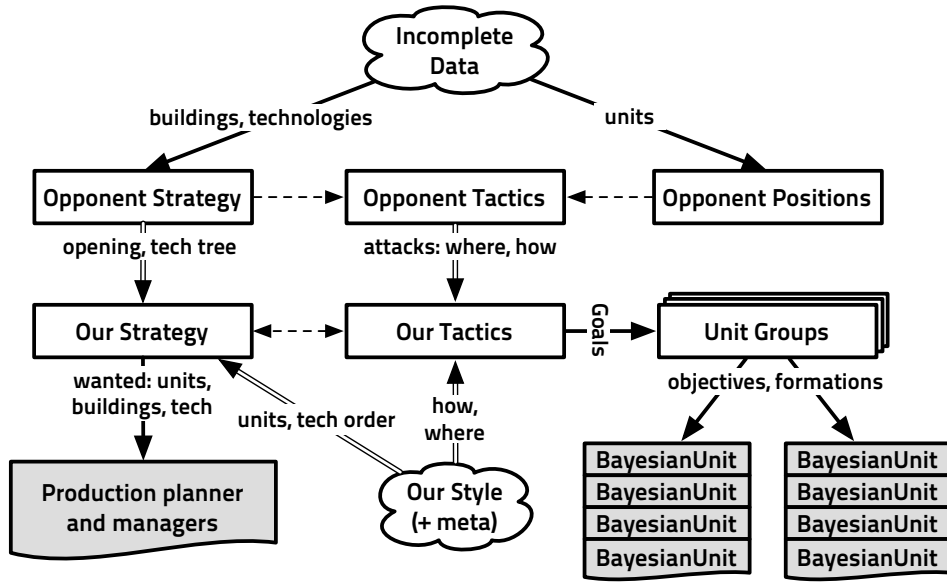 Incomplete
Data
buildings, technologies
units
Opponent Strategy
Opponent Tactics
Opponent Positions
opening, tech tree
attacks: where, how
Our Strategy
Our Tactics
Goals
Unit Groups
wanted: units,
buildings, tech
units, tech order
how,
where
objectives, formations
Production planner
and managers
Our Style
(+ meta)
BayesianUnit
BayesianUnit
BayesianUnit
BayesianUnit
BayesianUnit
BayesianUnit
BayesianUnit
BayesianUnit